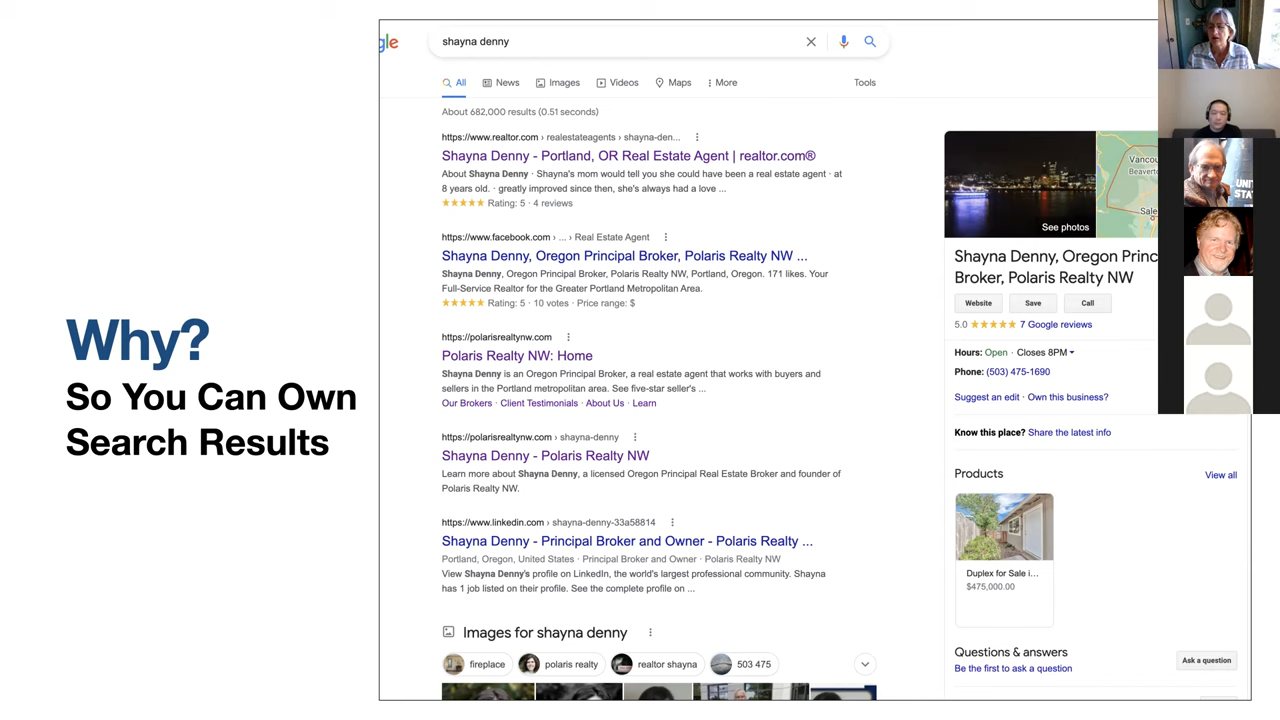 Why?
So You Can Own
Search Results
gle
shayna denny
All
News
Images
Videos
Maps
More
Tools
About 682,000 results (0.51 seconds)
https://www.realtor.com › realestateagents › shayna-den...
Shayna Denny - Portland, OR Real Estate Agent | realtor.com®
About Shayna Denny · Shayna's mom would tell you she could have been a real estate agent · at
8 years old. · greatly improved since then, she's always had a love ...
Rating: 5 · 4 reviews
https://www.facebook.com › ... › Real Estate Agent
Shayna Denny, Oregon Principal Broker, Polaris Realty NW ...
Shayna Denny, Oregon Principal Broker, Polaris Realty NW, Portland, Oregon. 171 likes. Your
Full-Service Realtor for the Greater Portland Metropolitan Area.
Rating: 5 · 10 votes · Price range: $
https://polarisrealtynw.com
Polaris Realty NW: Home
Shayna Denny is an Oregon Principal Broker, a real estate agent that works with buyers and
sellers in the Portland metropolitan area. See five-star seller's ...
Our Brokers · Client Testimonials · About Us · Learn
https://polarisrealtynw.com › shayna-denny
Shayna Denny - Polaris Realty NW
Learn more about Shayna Denny, a licensed Oregon Principal Real Estate Broker and founder of
Polaris Realty NW.
https://www.linkedin.com › shayna-denny-33a58814
Shayna Denny - Principal Broker and Owner - Polaris Realty ...
Portland, Oregon, United States · Principal Broker and Owner · Polaris Realty NW
View Shayna Denny's profile on LinkedIn, the world's largest professional community. Shayna
has 1 job listed on their profile. See the complete profile on ...
Images for shayna denny
fireplace
polaris realty
realtor shayna
503 475
See photos
Vancou
Beaverto
Sale
Shayna Denny, Oregon Princ
Broker, Polaris Realty NW
Website
Save
Call
5.0
7 Google reviews
Hours: Open · Closes 8PM
Phone: (503) 475-1690
Suggest an edit · Own this business?
Know this place? Share the latest info
Products
View all
Duplex for Sale i...
$475,000.00
Questions & answers
Be the first to ask a question
Ask a question
UNI
STA